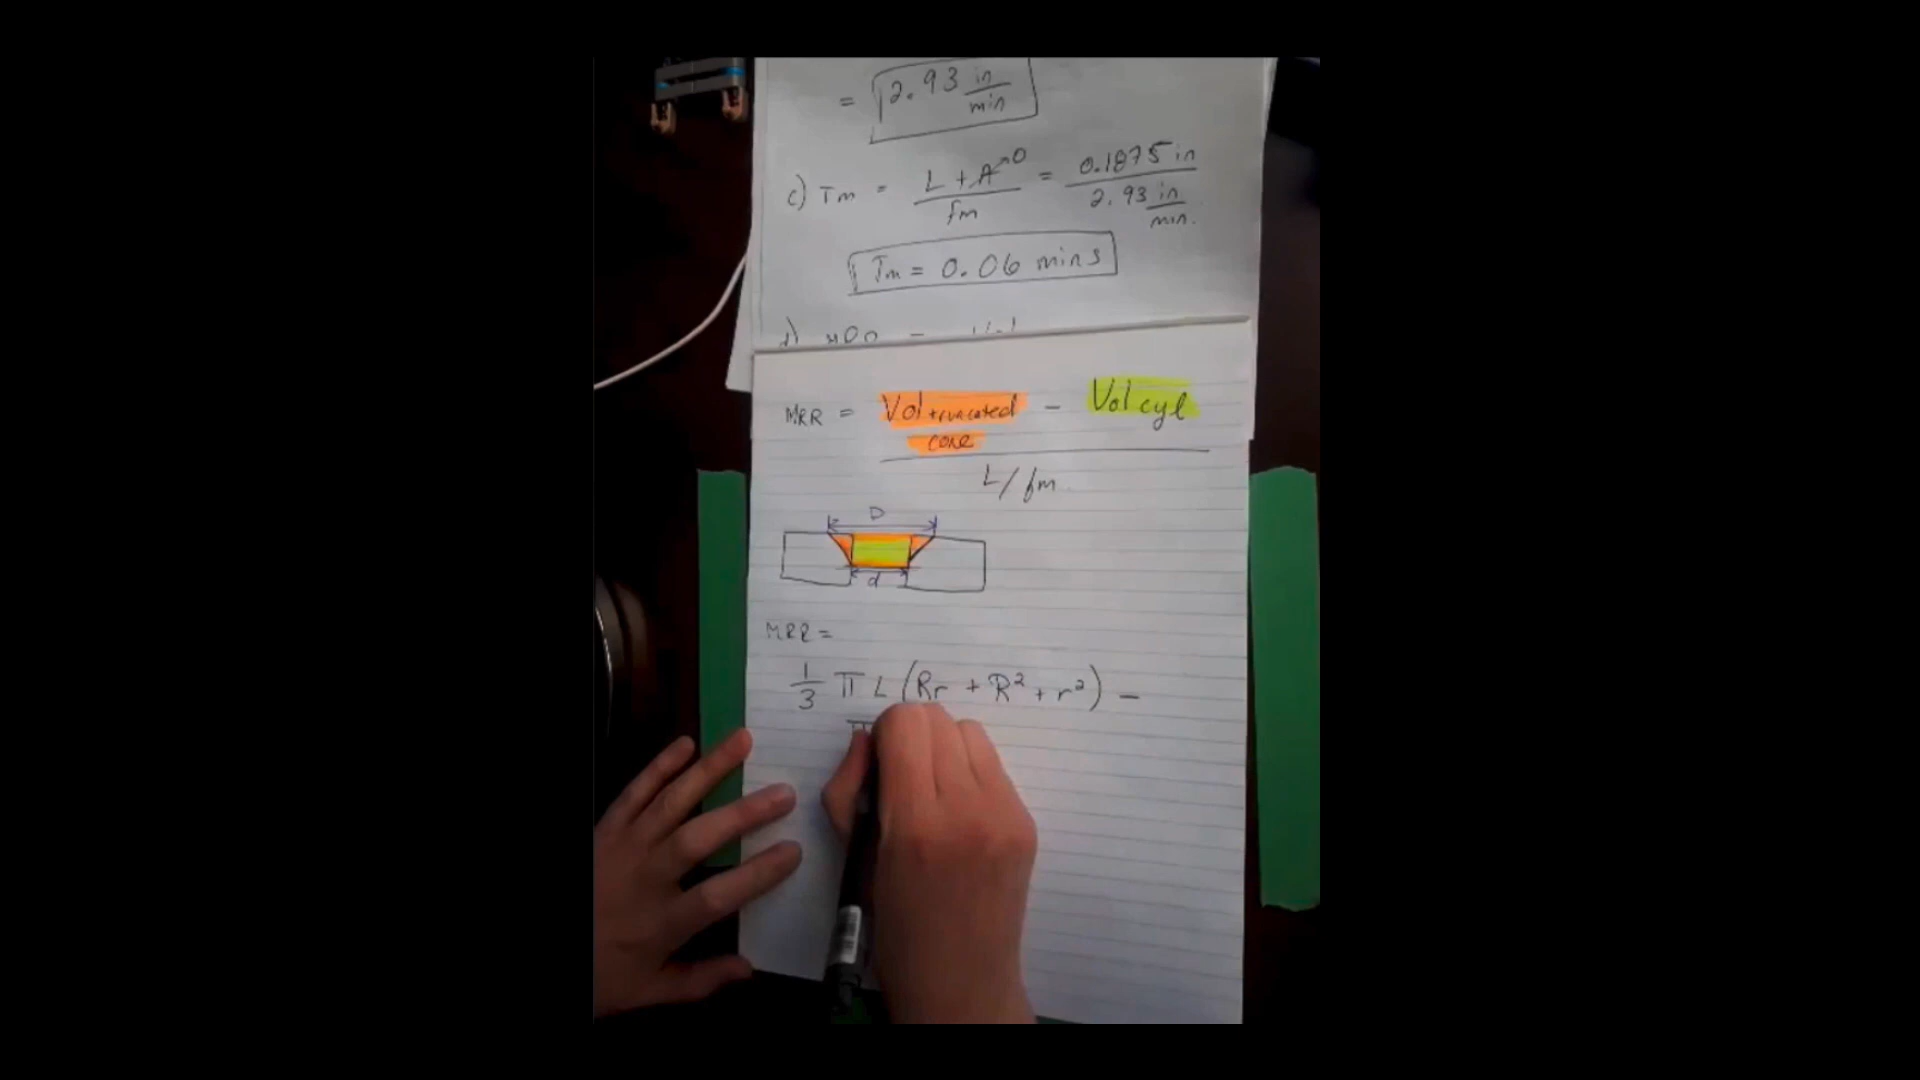 = 2.93 in/min
c) Tm = L + A→0 / fm = 0.1875 in / 2.93 in/min.
Tm = 0.06 mins
MRR = Vol truncated cone - Vol cyl
L/fm
D
d
MRR =
1/3 π L (Rr + R² + r²) -
π